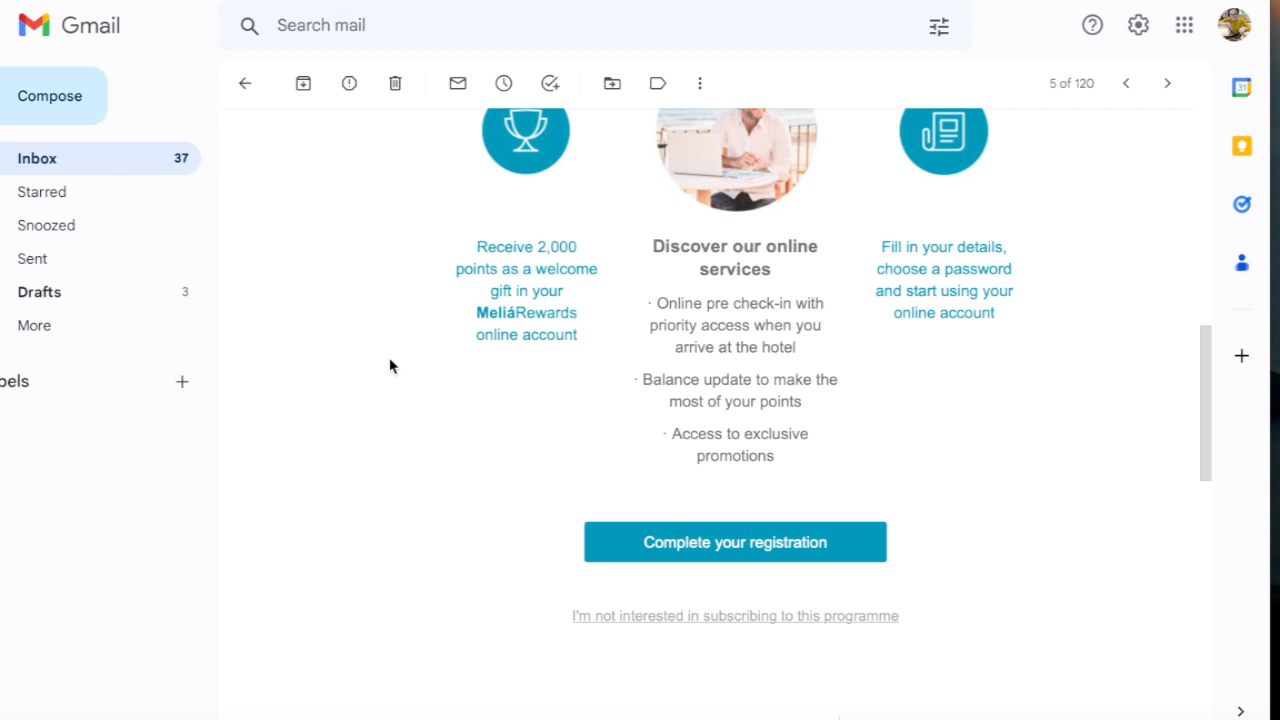 Gmail
Search mail
Compose
5 of 120
31
Inbox 37
Starred
Snoozed
Sent
Drafts 3
More
pels
Receive 2,000
points as a welcome
gift in your
MeliáRewards
online account
Discover our online
services
· Online pre check-in with
priority access when you
arrive at the hotel
· Balance update to make the
most of your points
· Access to exclusive
promotions
Fill in your details,
choose a password
and start using your
online account
Complete your registration
I'm not interested in subscribing to this programme